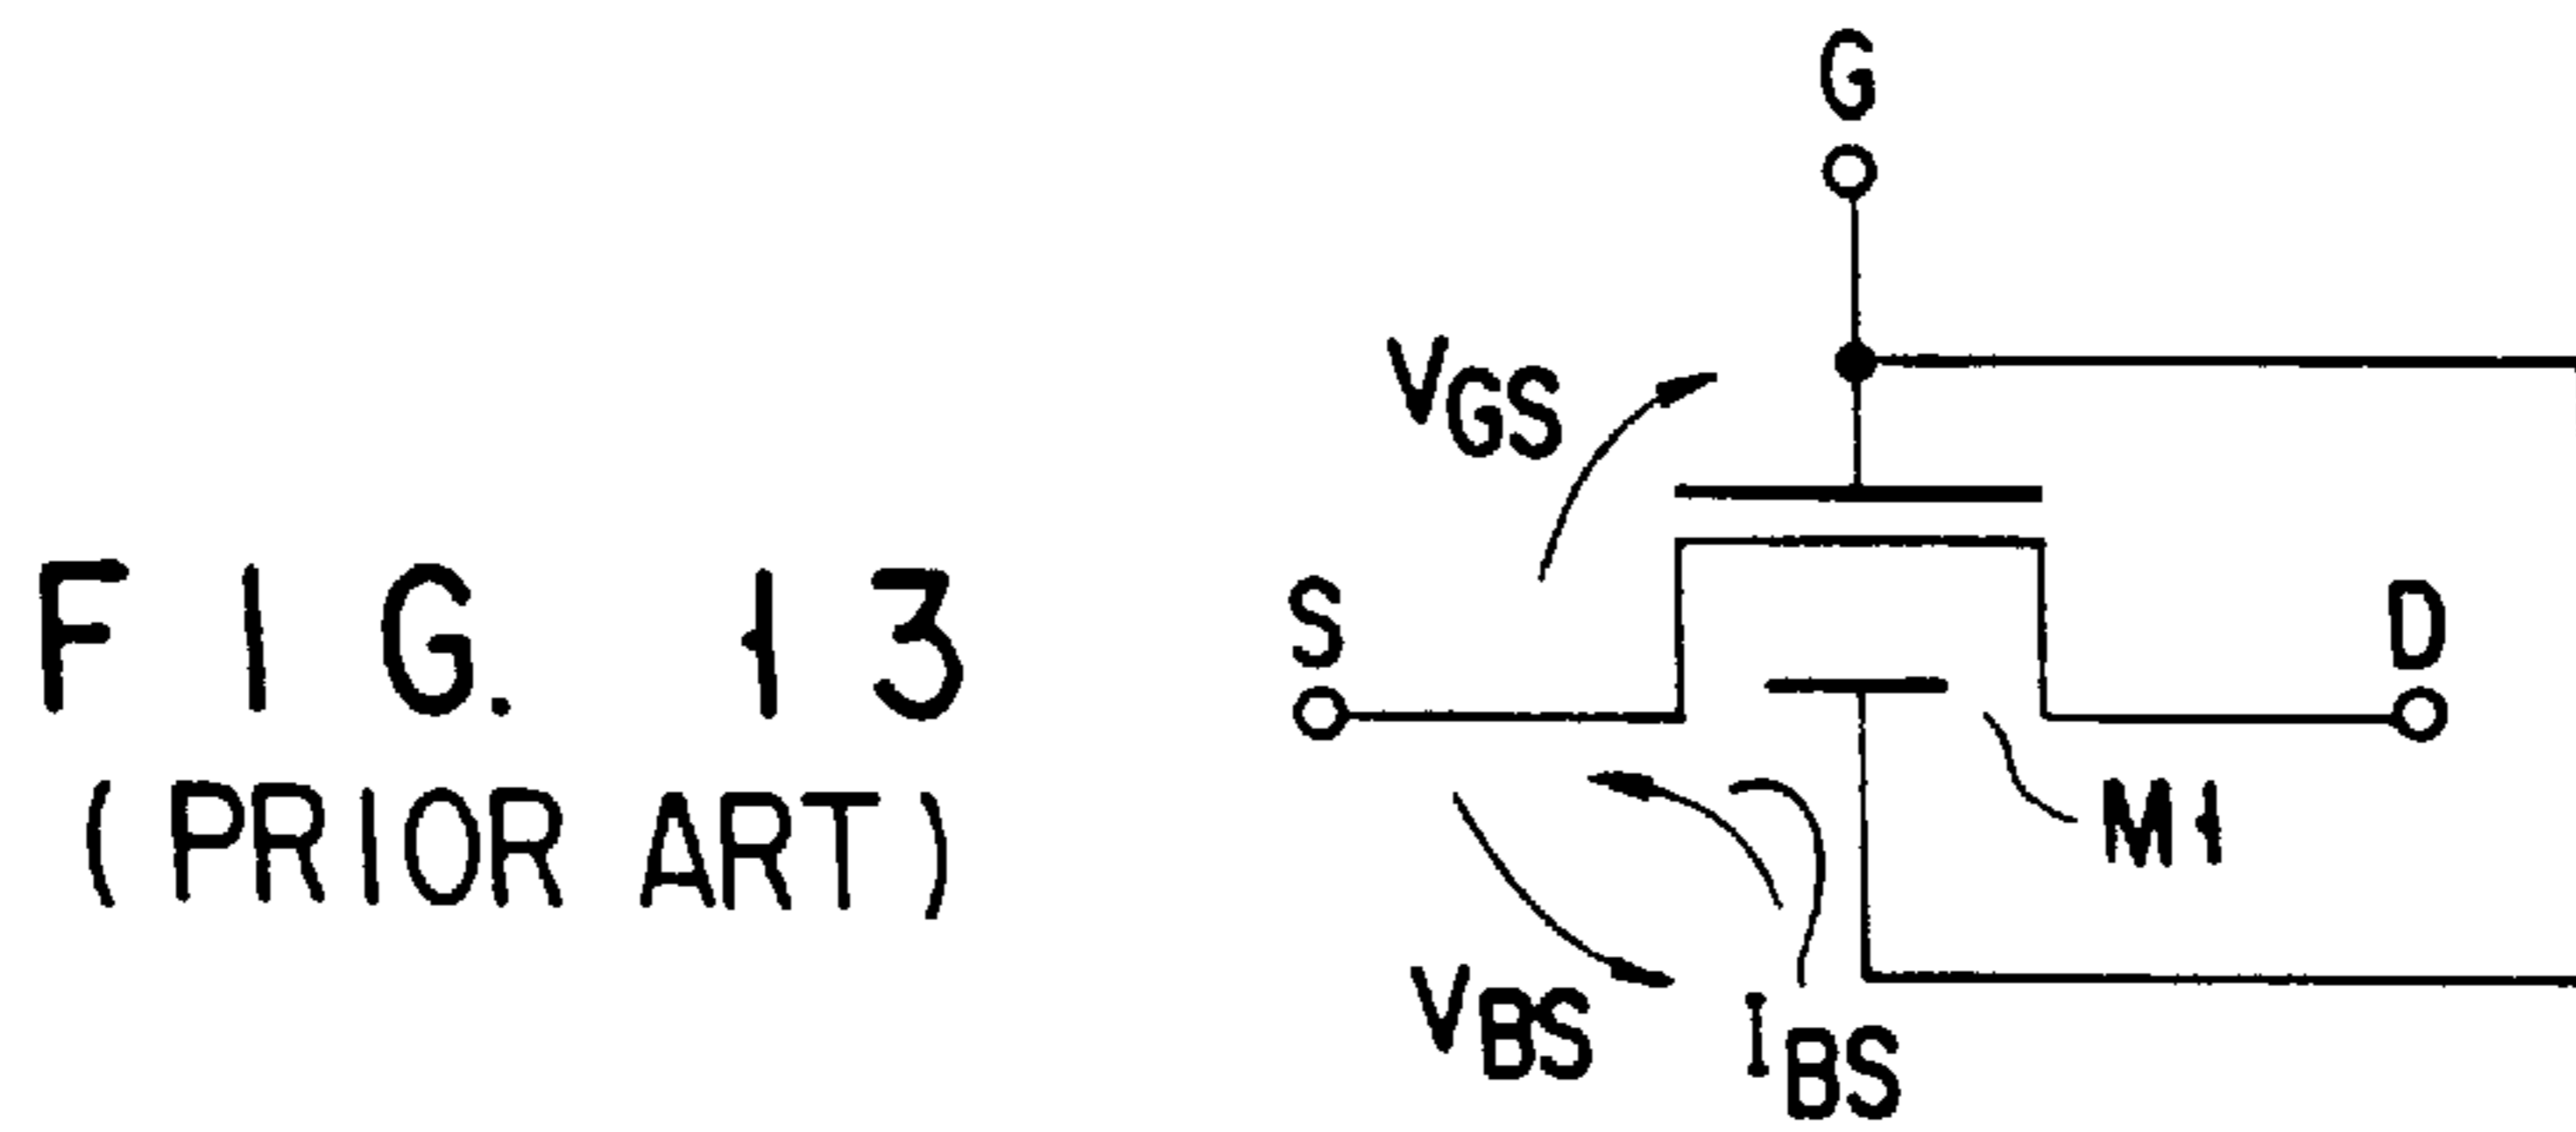 G
VGS
S
D
FIG. 13
(PRIOR ART)
M1
VBS
IBS